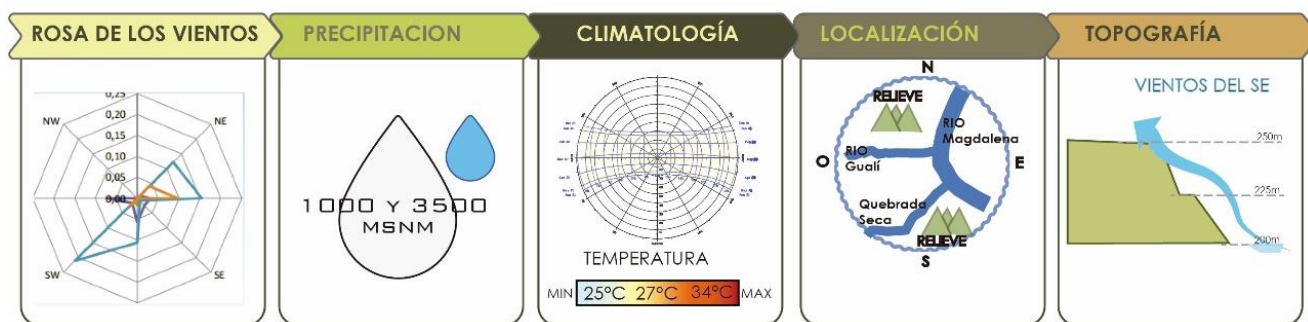 ROSA DE LOS VIENTOS
0,25
0,20
0,15
0,10
0,05
0,00
NW
NE
SW
SE
PRECIPITACION
1000 Y 3500
MSNM
CLIMATOLOGÍA
TEMPERATURA
MIN 25°C 27°C 34°C MAX
LOCALIZACIÓN
N
RELIEVE
RIO
Magdalena
O
RIO
Gualí
E
Quebrada
Seca
RELIEVE
S
TOPOGRAFÍA
VIENTOS DEL SE
250m
225m
200m